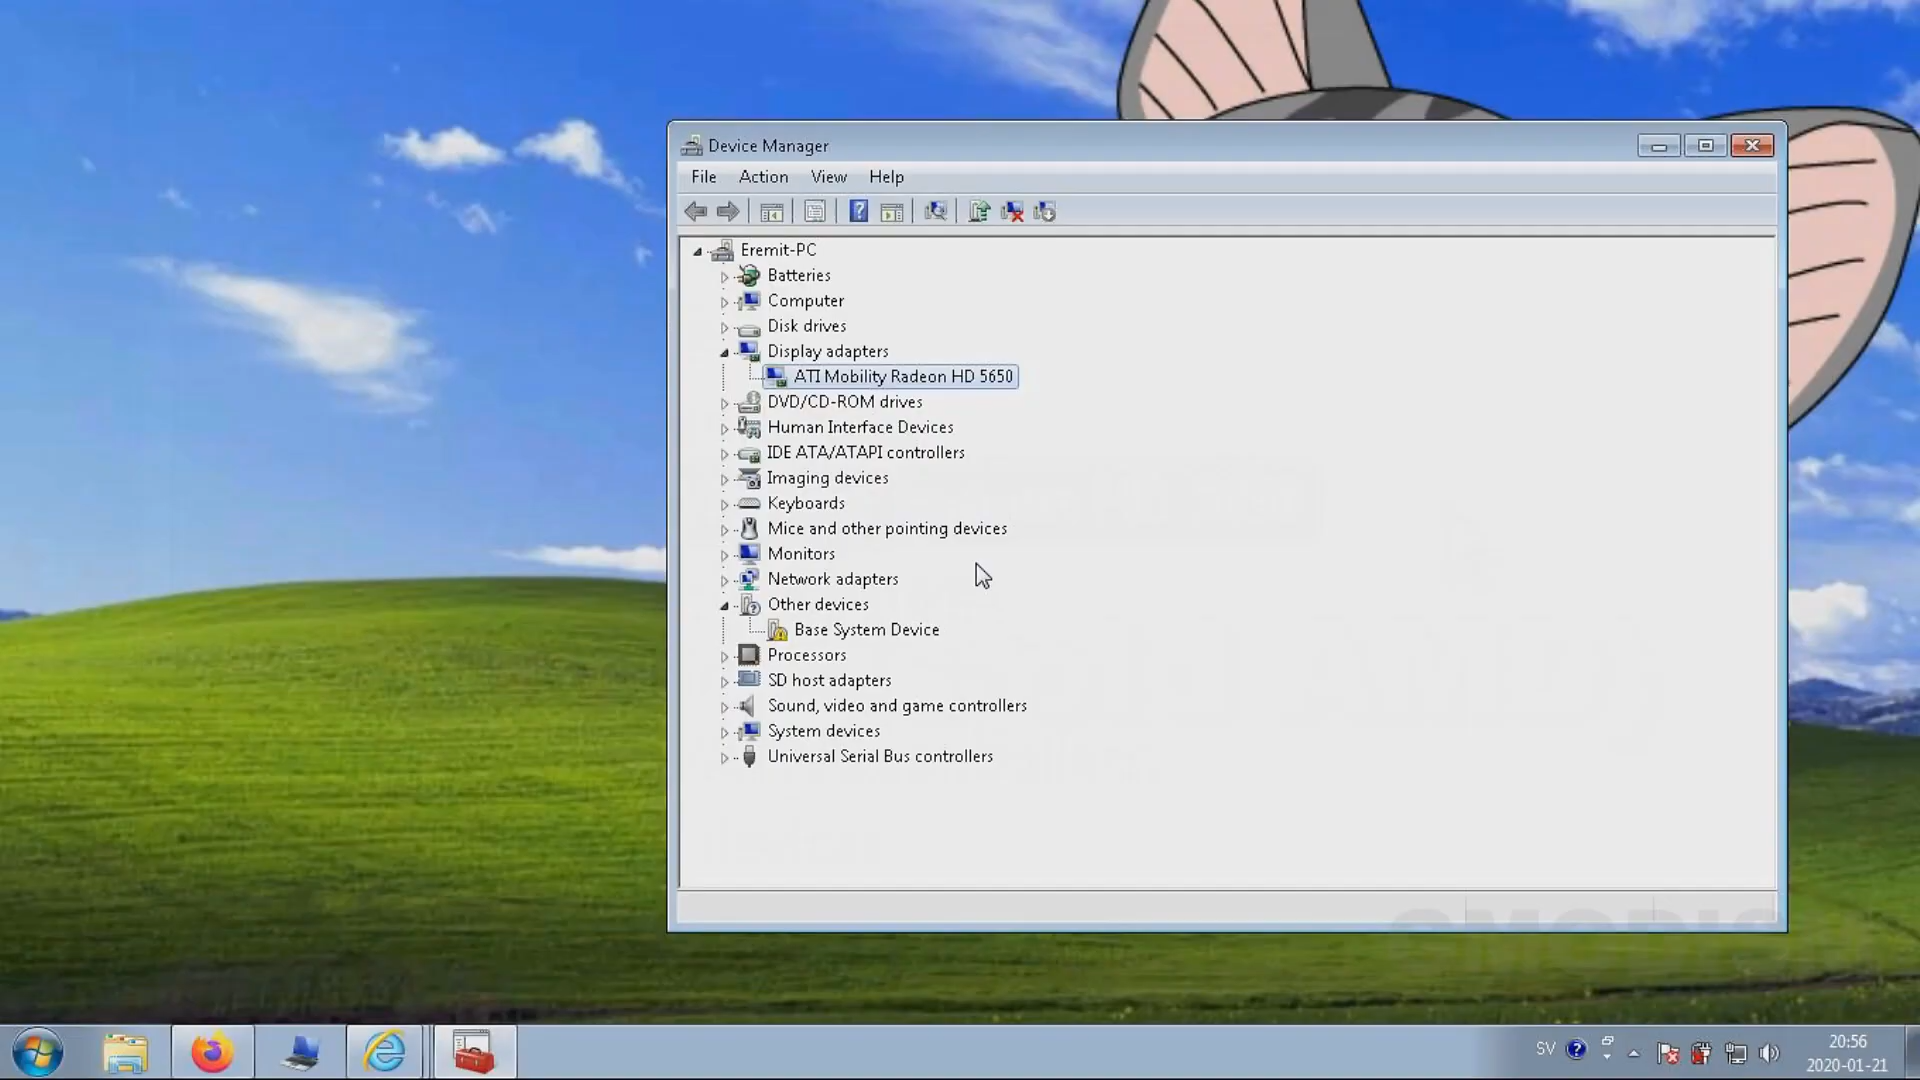 Device Manager
File Action View Help
Eremit-PC
Batteries
Computer
Disk drives
Display adapters
ATI Mobility Radeon HD 5650
DVD/CD-ROM drives
Human Interface Devices
IDE ATA/ATAPI controllers
Imaging devices
Keyboards
Mice and other pointing devices
Monitors
Network adapters
Other devices
Base System Device
Processors
SD host adapters
Sound, video and game controllers
System devices
Universal Serial Bus controllers
SV
20:56
2020-01-21